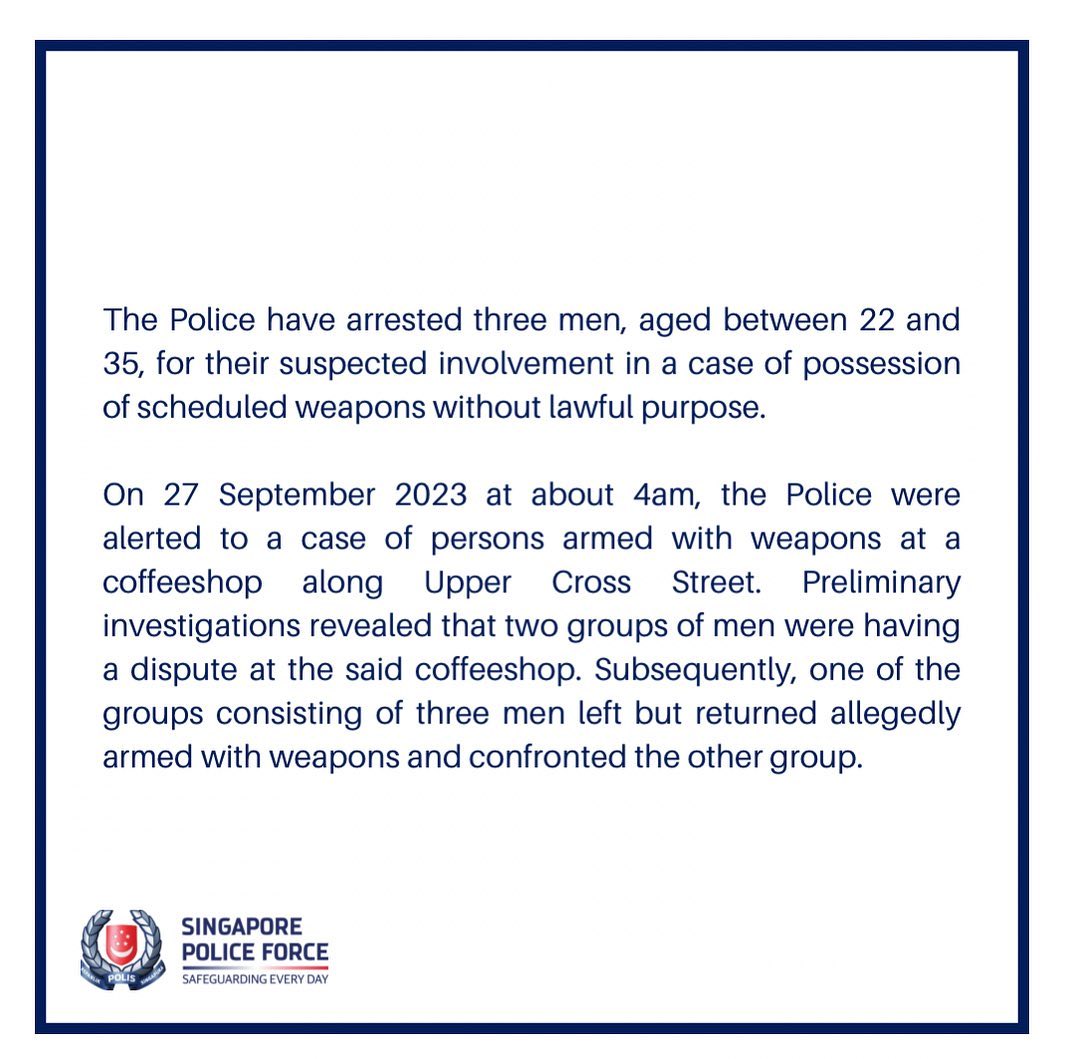 The Police have arrested three men, aged between 22 and
35, for their suspected involvement in a case of possession
of scheduled weapons without lawful purpose.
On 27 September 2023 at about 4am, the Police were
alerted to a case of persons armed with weapons at a
coffeeshop along Upper Cross Street. Preliminary
investigations revealed that two groups of men were having
a dispute at the said coffeeshop. Subsequently, one of the
groups consisting of three men left but returned allegedly
armed with weapons and confronted the other group.
SINGAPORE
POLICE FORCE
SAFEGUARDING EVERY DAY
POLIS